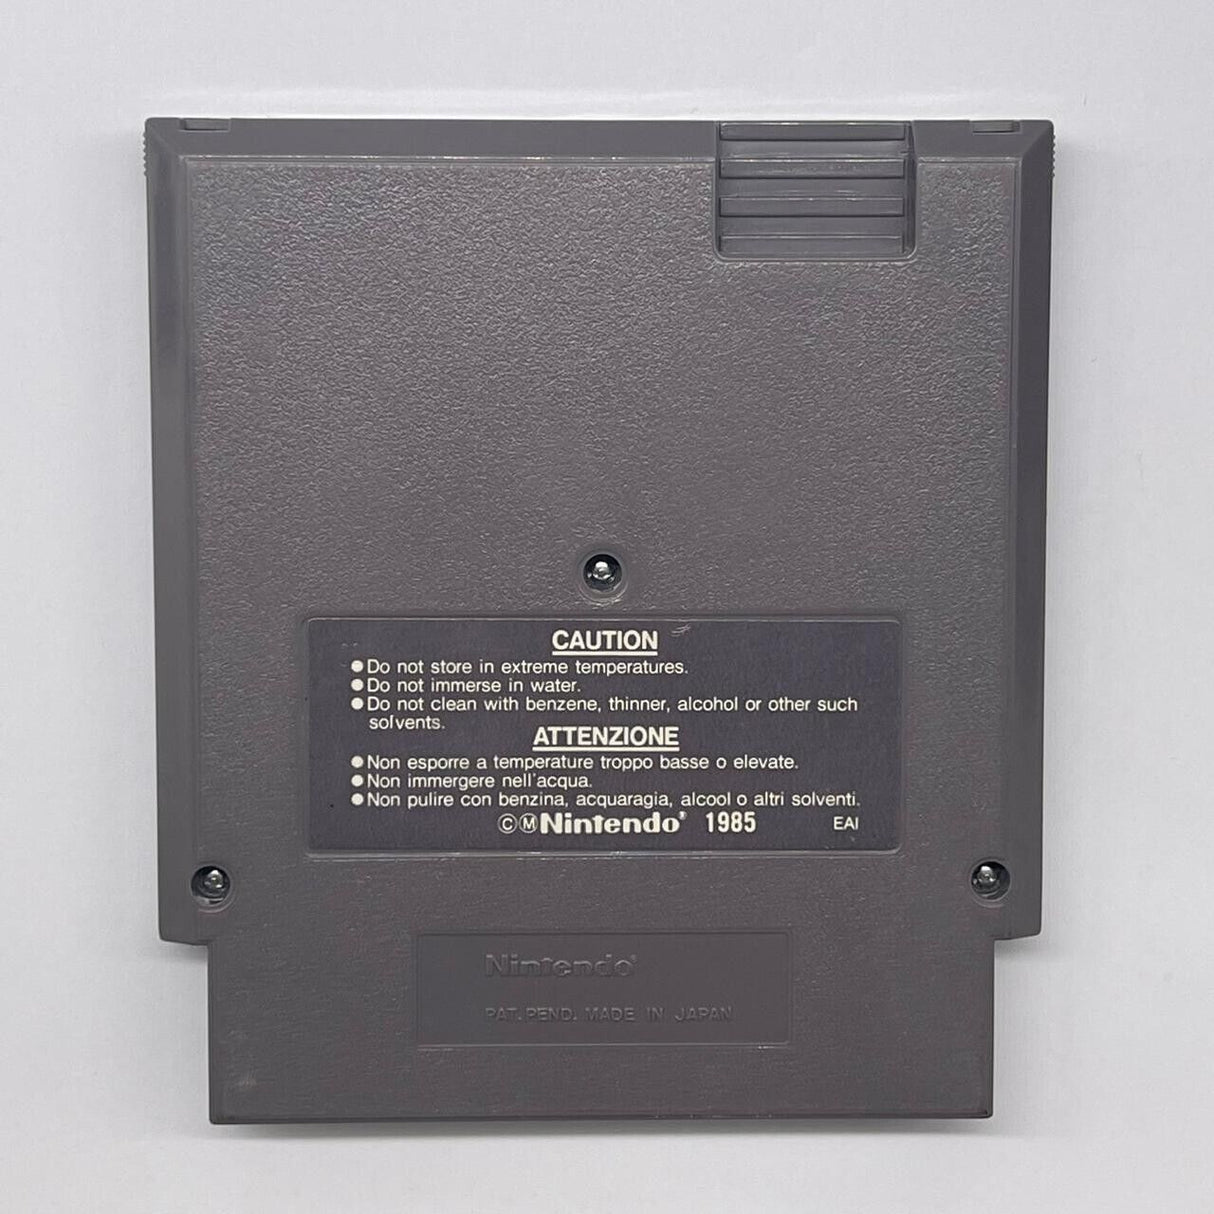 CAUTION
●Do not store in extreme temperatures.
●Do not immerse in water.
●Do not clean with benzene, thinner, alcohol or other such
solvents.
ATTENZIONE
●Non esporre a temperature troppo basse o elevate.
●Non immergere nell'acqua.
●Non pulire con benzina, acquaragia, alcool o altri solventi.
©ⓂNintendo® 1985 EAI
Nintendo®
PAT. PEND. MADE IN JAPAN